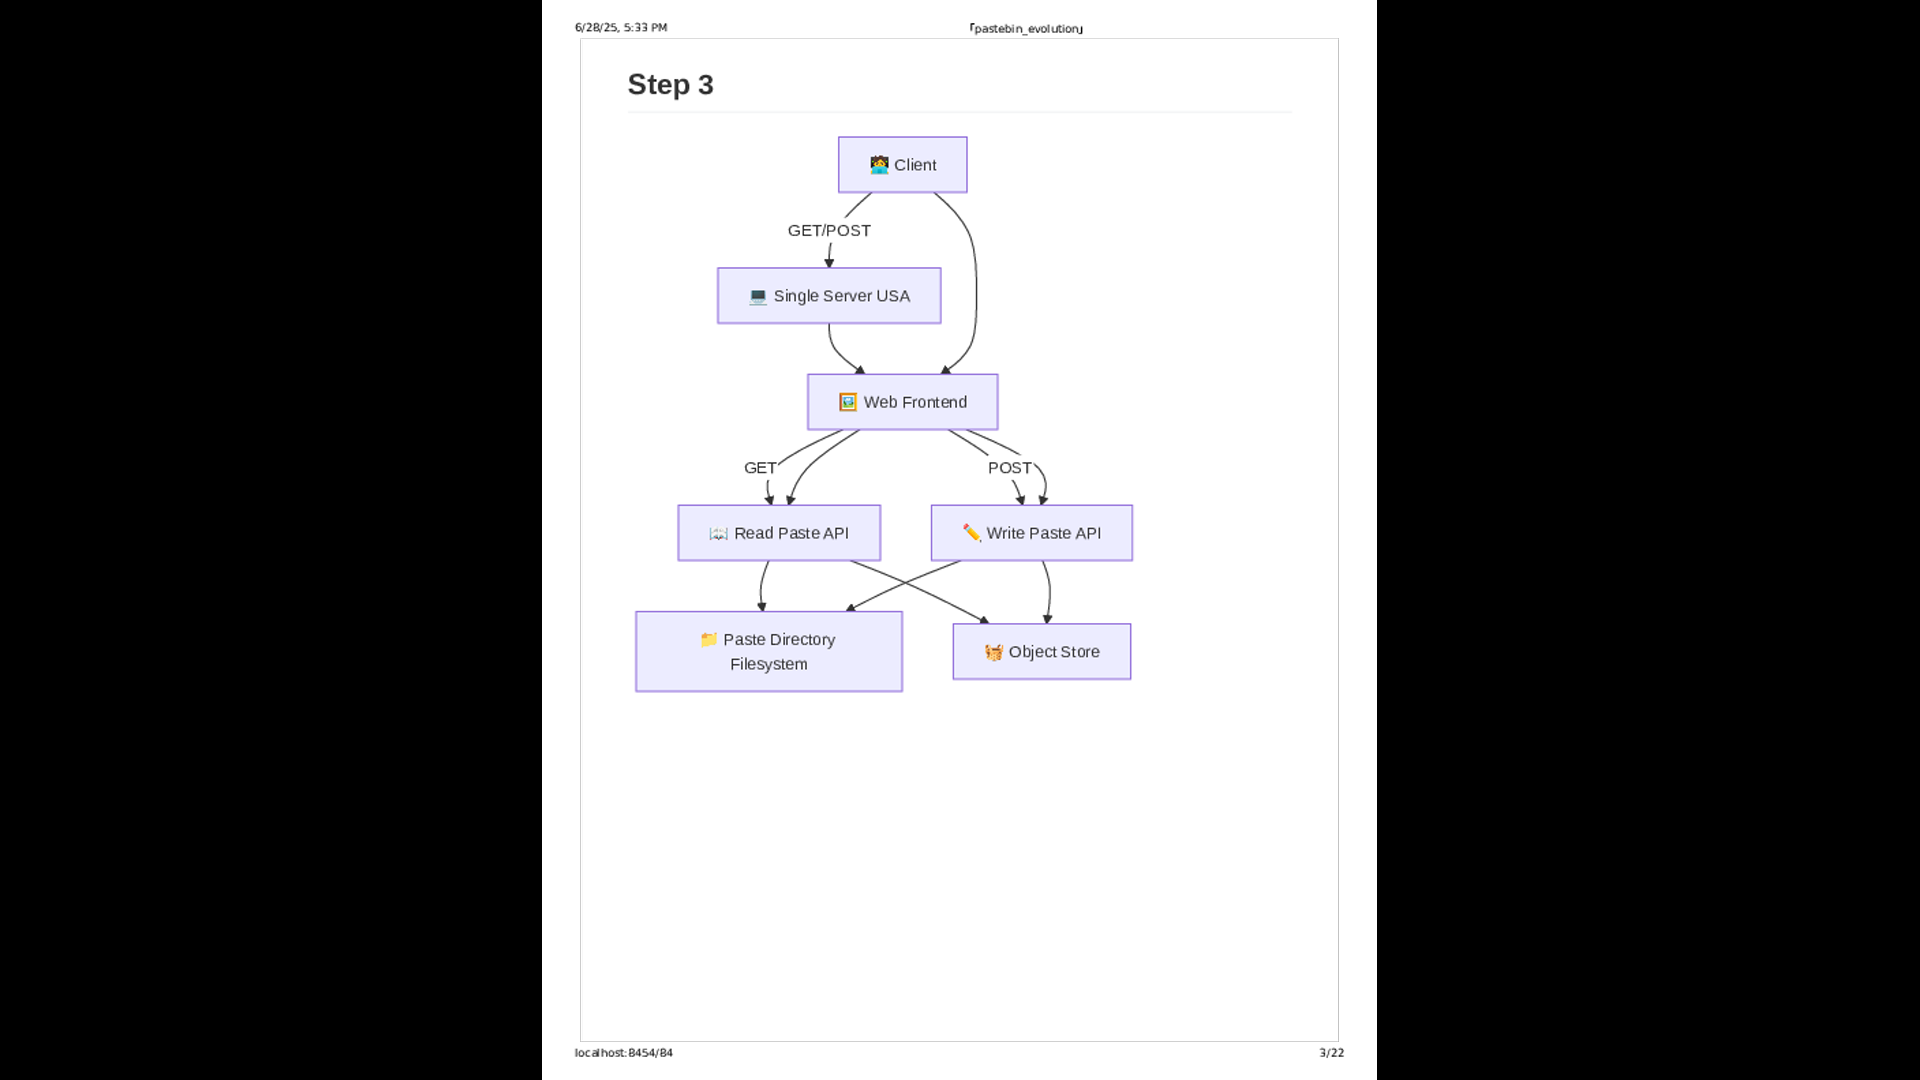 6/28/25, 5:33 PM
「pastebin_evolution」
Step 3
Client
GET/POST
Single Server USA
Web Frontend
GET
POST
Read Paste API
Write Paste API
Paste Directory
Filesystem
Object Store
localhost:8454/84
3/22